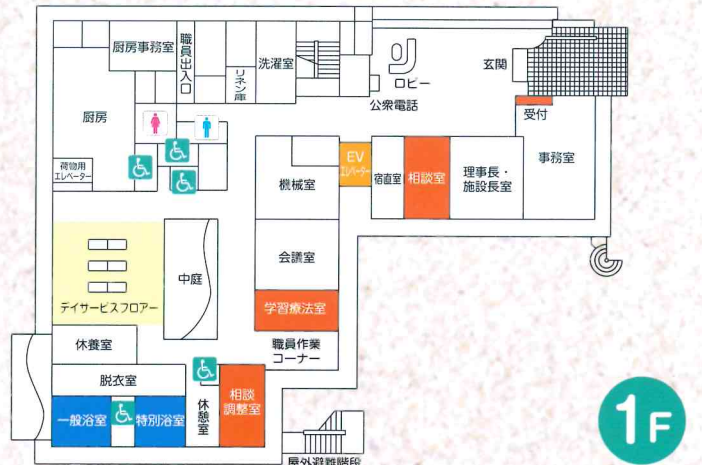 厨房事務室
職員出入口
リネン庫
洗濯室
ロビー
公衆電話
玄関
受付
事務室
厨房
荷物用
エレベーター
機械室
EV
エレベーター
宿直室
相談室
理事長・
施設長室
デイサービスフロアー
中庭
会議室
学習療法室
職員作業
コーナー
休養室
脱衣室
一般浴室
特別浴室
休憩室
相談
調整室
屋外避難階段
1F